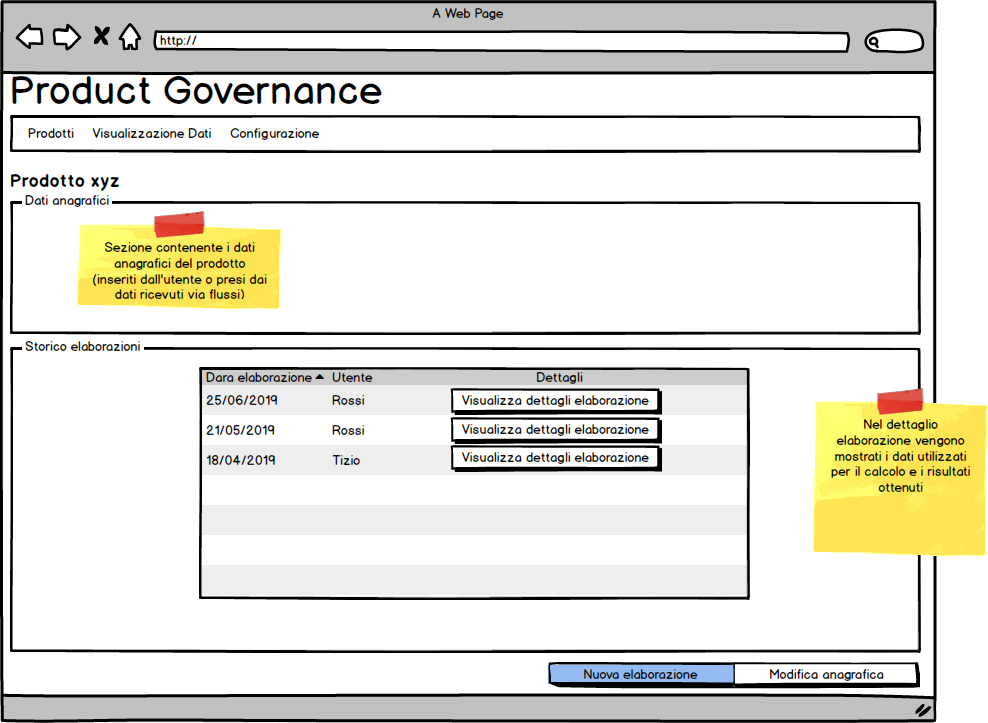 A Web Page
http://
Product Governance
Prodotti Visualizzazione Dati Configurazione
Prodotto xyz
Dati anagrafici
Sezione contenente i dati
anagrafici del prodotto
(inseriti dall'utente o presi dai
dati ricevuti via flussi)
Storico elaborazioni
Dara elaborazione Utente Dettagli
25/06/2019 Rossi Visualizza dettagli elaborazione
21/05/2019 Rossi Visualizza dettagli elaborazione
18/04/2019 Tizio Visualizza dettagli elaborazione
Nel dettaglio
elaborazione vengono
mostrati i dati utilizzati
per il calcolo e i risultati
ottenuti
Nuova elaborazione Modifica anagrafica